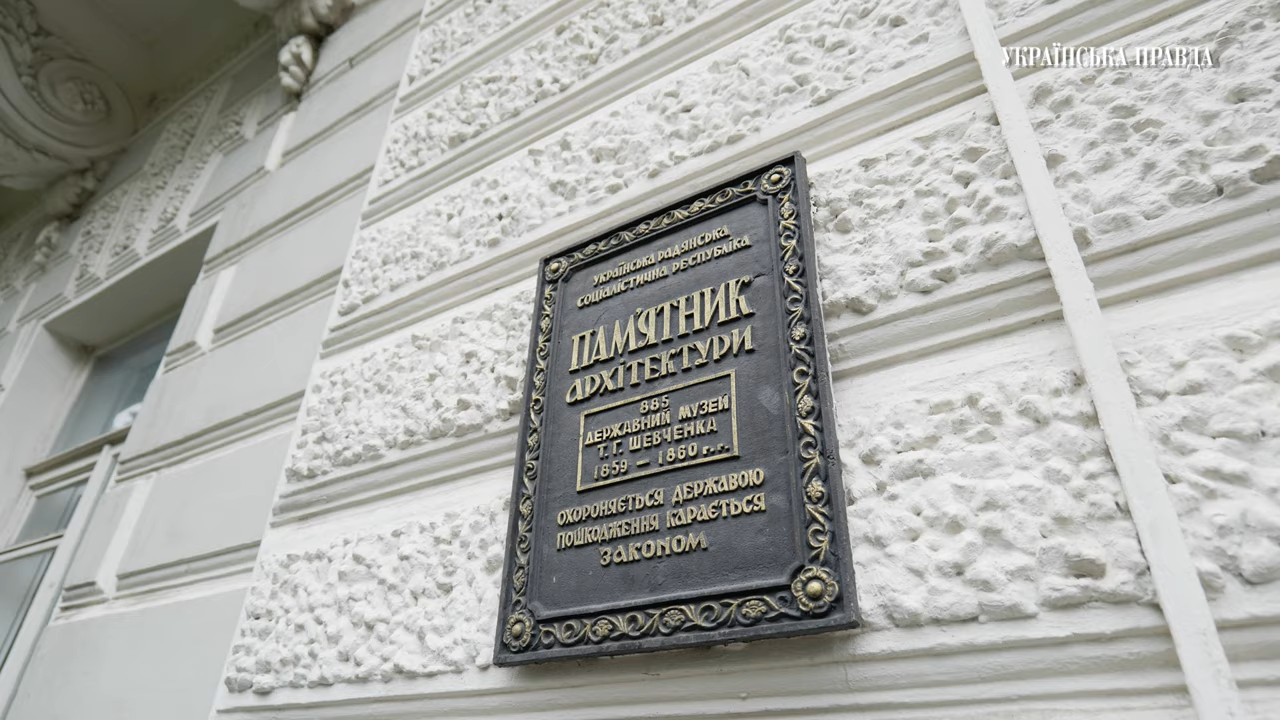 УКРАЇНСЬКА ПРАВДА
УКРАЇНСЬКА РАДЯНСЬКА
СОЦІАЛІСТИЧНА РЕСПУБЛІКА
ПАМ'ЯТНИК
АРХІТЕКТУРИ
885
ДЕРЖАВНИЙ МУЗЕЙ
Т. Г. ШЕВЧЕНКА
1859 — 1860 р.р.
ОХОРОНЯЄТЬСЯ ДЕРЖАВОЮ
ПОШКОДЖЕННЯ КАРАЄТЬСЯ
ЗАКОНОМ